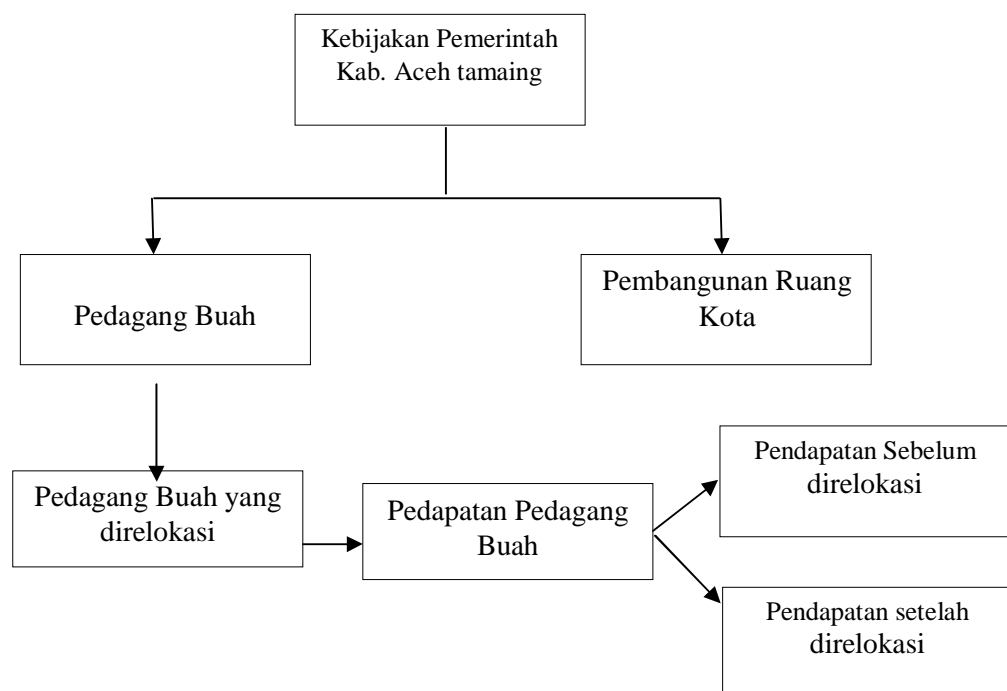 Kebijakan Pemerintah
Kab. Aceh tamaing
Pedagang Buah
Pembangunan Ruang
Kota
Pedagang Buah yang
direlokasi
Pedapatan Pedagang
Buah
Pendapatan Sebelum
direlokasi
Pendapatan setelah
direlokasi